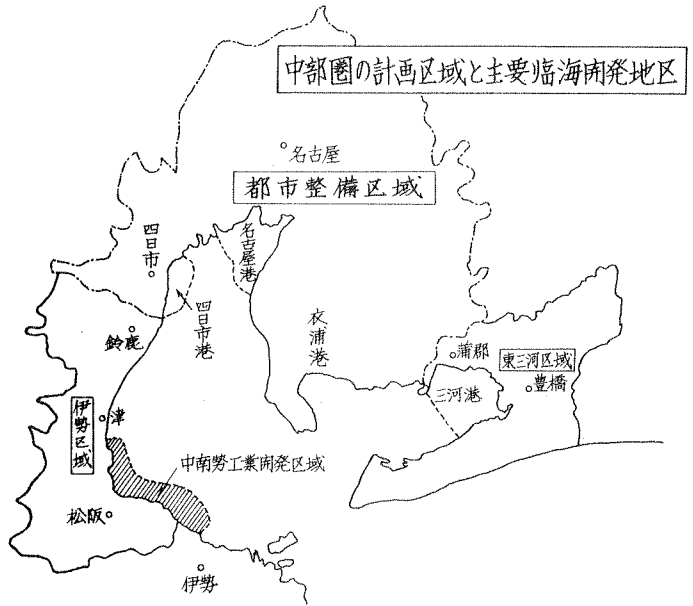 中部圏の計画区域と主要臨海開発地区
名古屋
都市整備区域
四日市
名古屋港
四日市港
衣浦港
鈴鹿
蒲郡
東三河区域
豊橋
三河港
伊勢区域
津
中南勢工業開発区域
松阪
伊勢